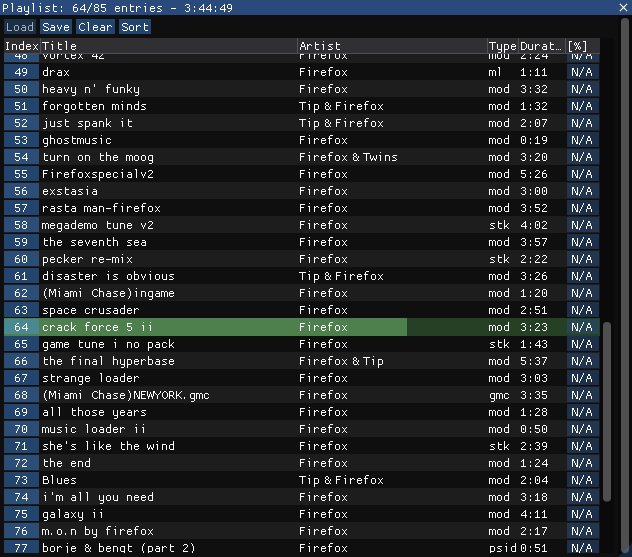 Playlist: 64/85 entries - 3:44:49
Load Save Clear Sort
Index Title Artist Type Durat… [%]
48 vortex 42 Firefox mod 2:24 N/A
49 drax Firefox ml 1:11 N/A
50 heavy n' funky Firefox mod 3:32 N/A
51 forgotten minds Tip & Firefox mod 1:32 N/A
52 just spank it Tip & Firefox mod 2:07 N/A
53 ghostmusic Firefox mod 0:19 N/A
54 turn on the moog Firefox & Twins mod 3:20 N/A
55 Firefoxspecialv2 Firefox mod 5:26 N/A
56 exstasia Firefox mod 3:00 N/A
57 rasta man-firefox Firefox mod 3:52 N/A
58 megademo tune v2 Firefox stk 4:02 N/A
59 the seventh sea Firefox mod 3:57 N/A
60 pecker re-mix Firefox stk 2:22 N/A
61 disaster is obvious Tip & Firefox mod 3:26 N/A
62 (Miami Chase)ingame Firefox mod 1:20 N/A
63 space crusader Firefox mod 2:51 N/A
64 crack force 5 ii Firefox mod 3:23 N/A
65 game tune i no pack Firefox stk 1:43 N/A
66 the final hyperbase Firefox & Tip mod 5:37 N/A
67 strange loader Firefox mod 3:03 N/A
68 (Miami Chase)NEWYORK.gmc Firefox gmc 3:35 N/A
69 all those years Firefox mod 1:28 N/A
70 music loader ii Firefox mod 0:50 N/A
71 she's like the wind Firefox stk 2:39 N/A
72 the end Firefox mod 1:24 N/A
73 Blues Tip & Firefox mod 2:04 N/A
74 i'm all you need Firefox mod 3:18 N/A
75 galaxy ii Firefox mod 4:11 N/A
76 m.o.n by firefox Firefox mod 2:17 N/A
77 borje & bengt (part 2) Firefox psid 0:51 N/A